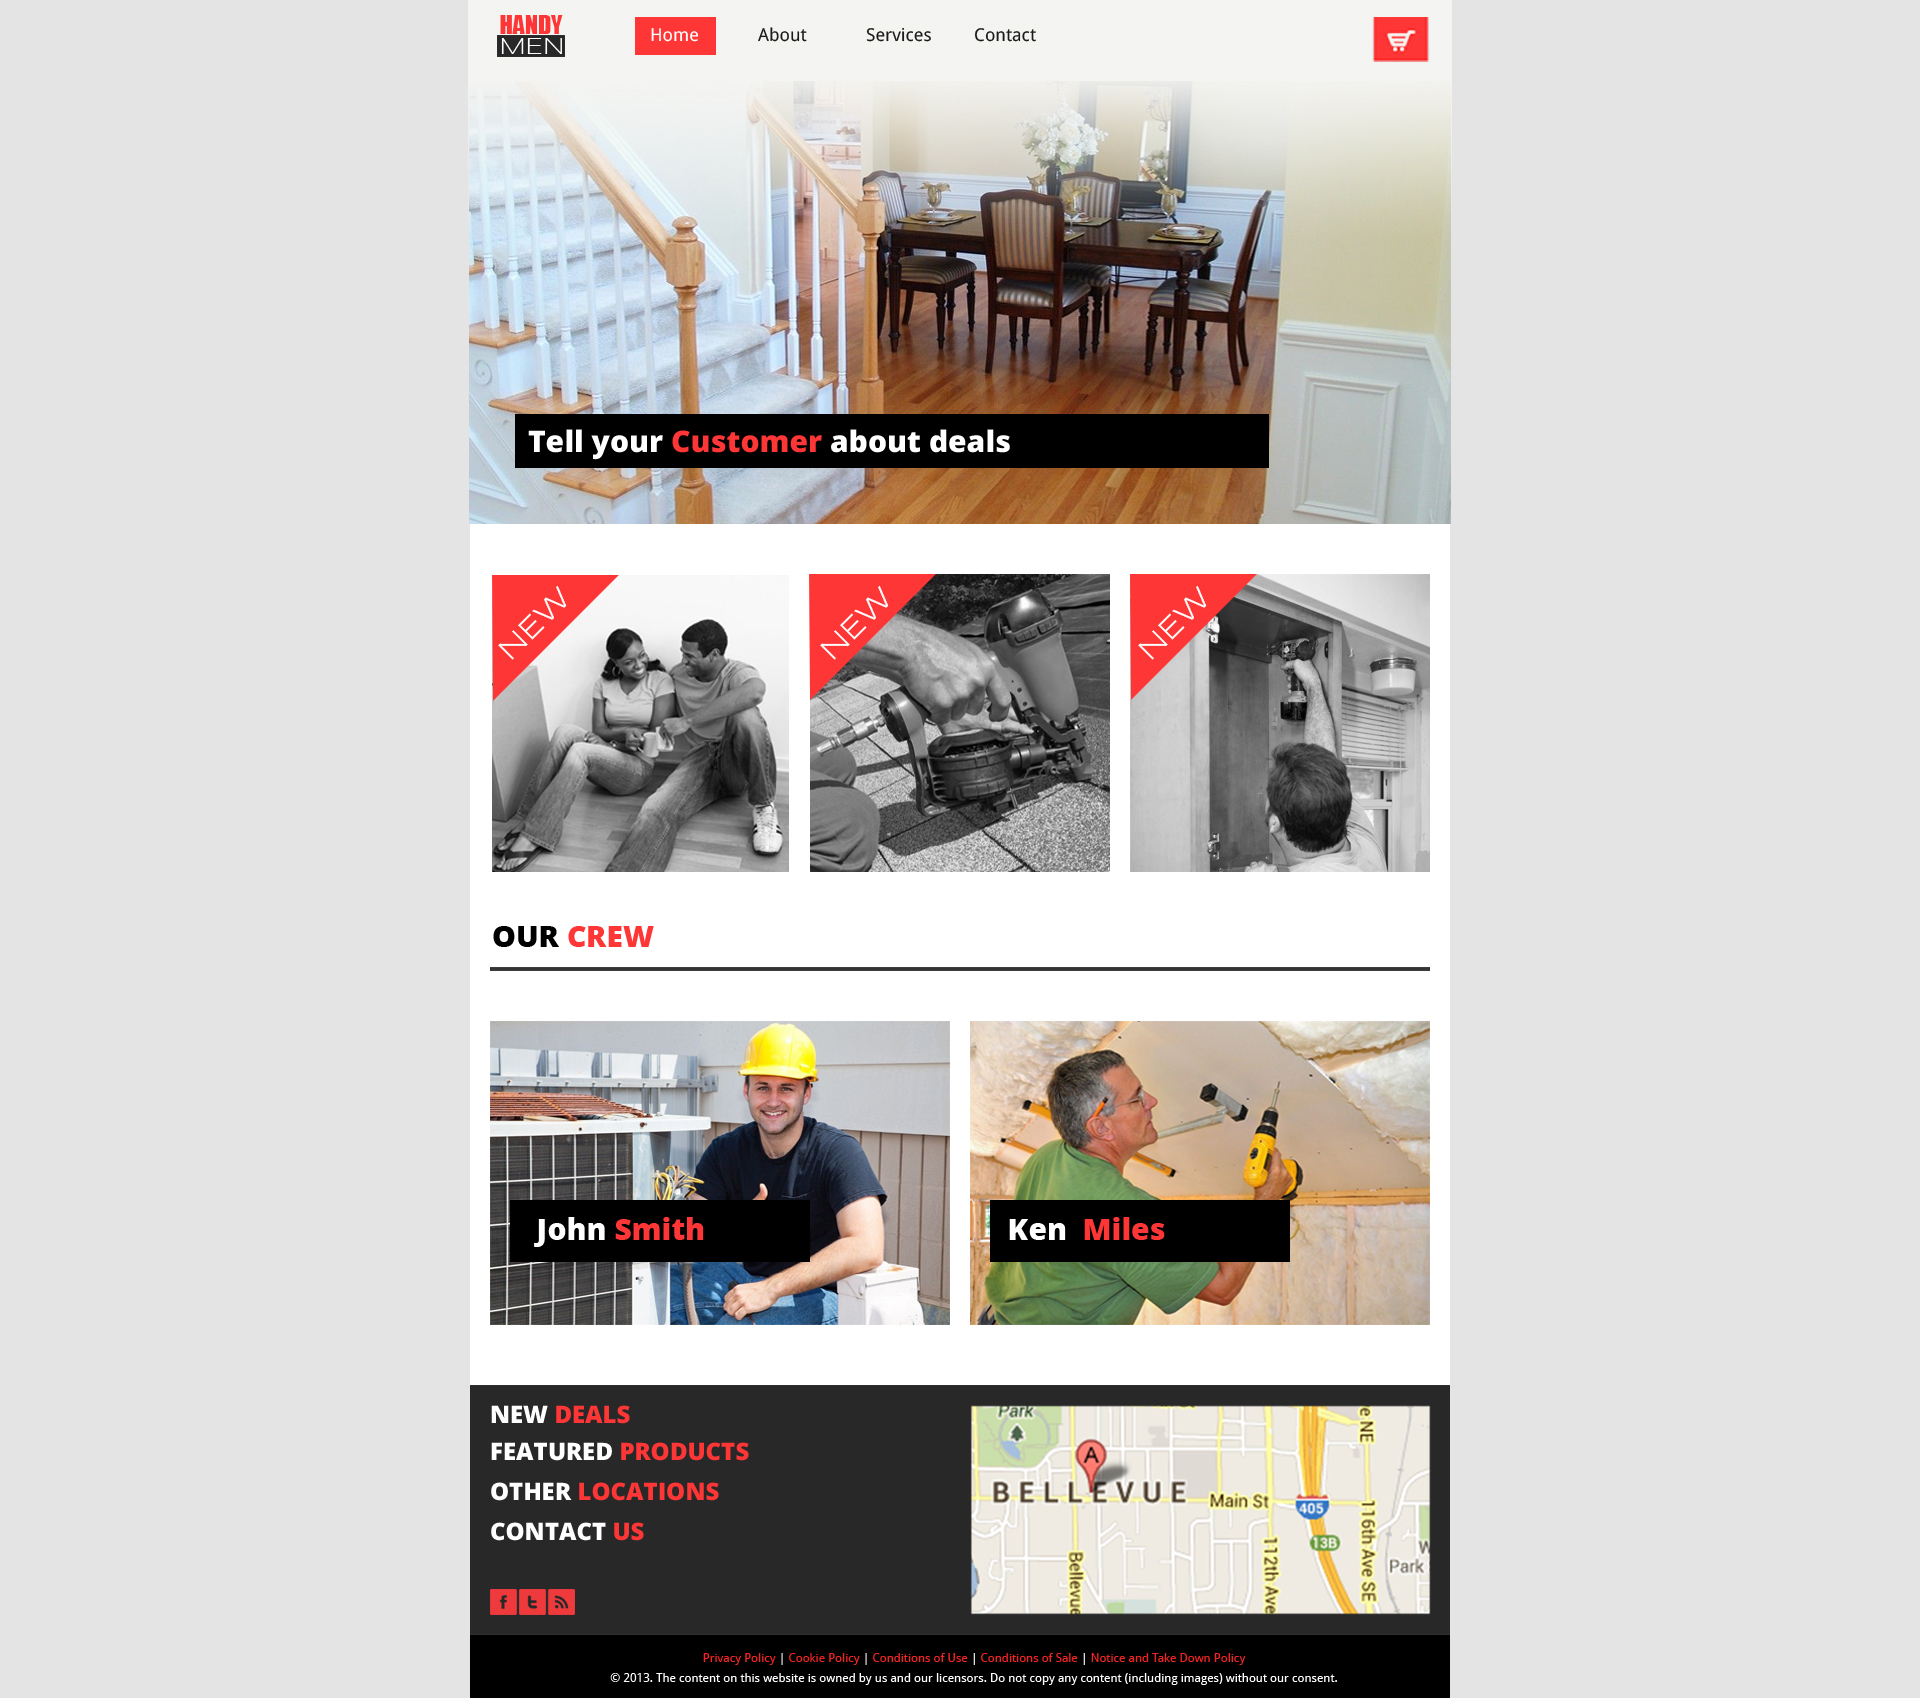 HANDY
MEN
Home
About
Services
Contact
Tell your Customer about deals
NEW
NEW
NEW
OUR CREW
John Smith
Ken Miles
NEW DEALS
FEATURED PRODUCTS
OTHER LOCATIONS
CONTACT US
Park
A
BELLEVUE
Main St
405
13B
Bellevue
112th Ave
116th Ave SE
ve NE
W
Park
Privacy Policy | Cookie Policy | Conditions of Use | Conditions of Sale | Notice and Take Down Policy
© 2013. The content on this website is owned by us and our licensors. Do not copy any content (including images) without our consent.